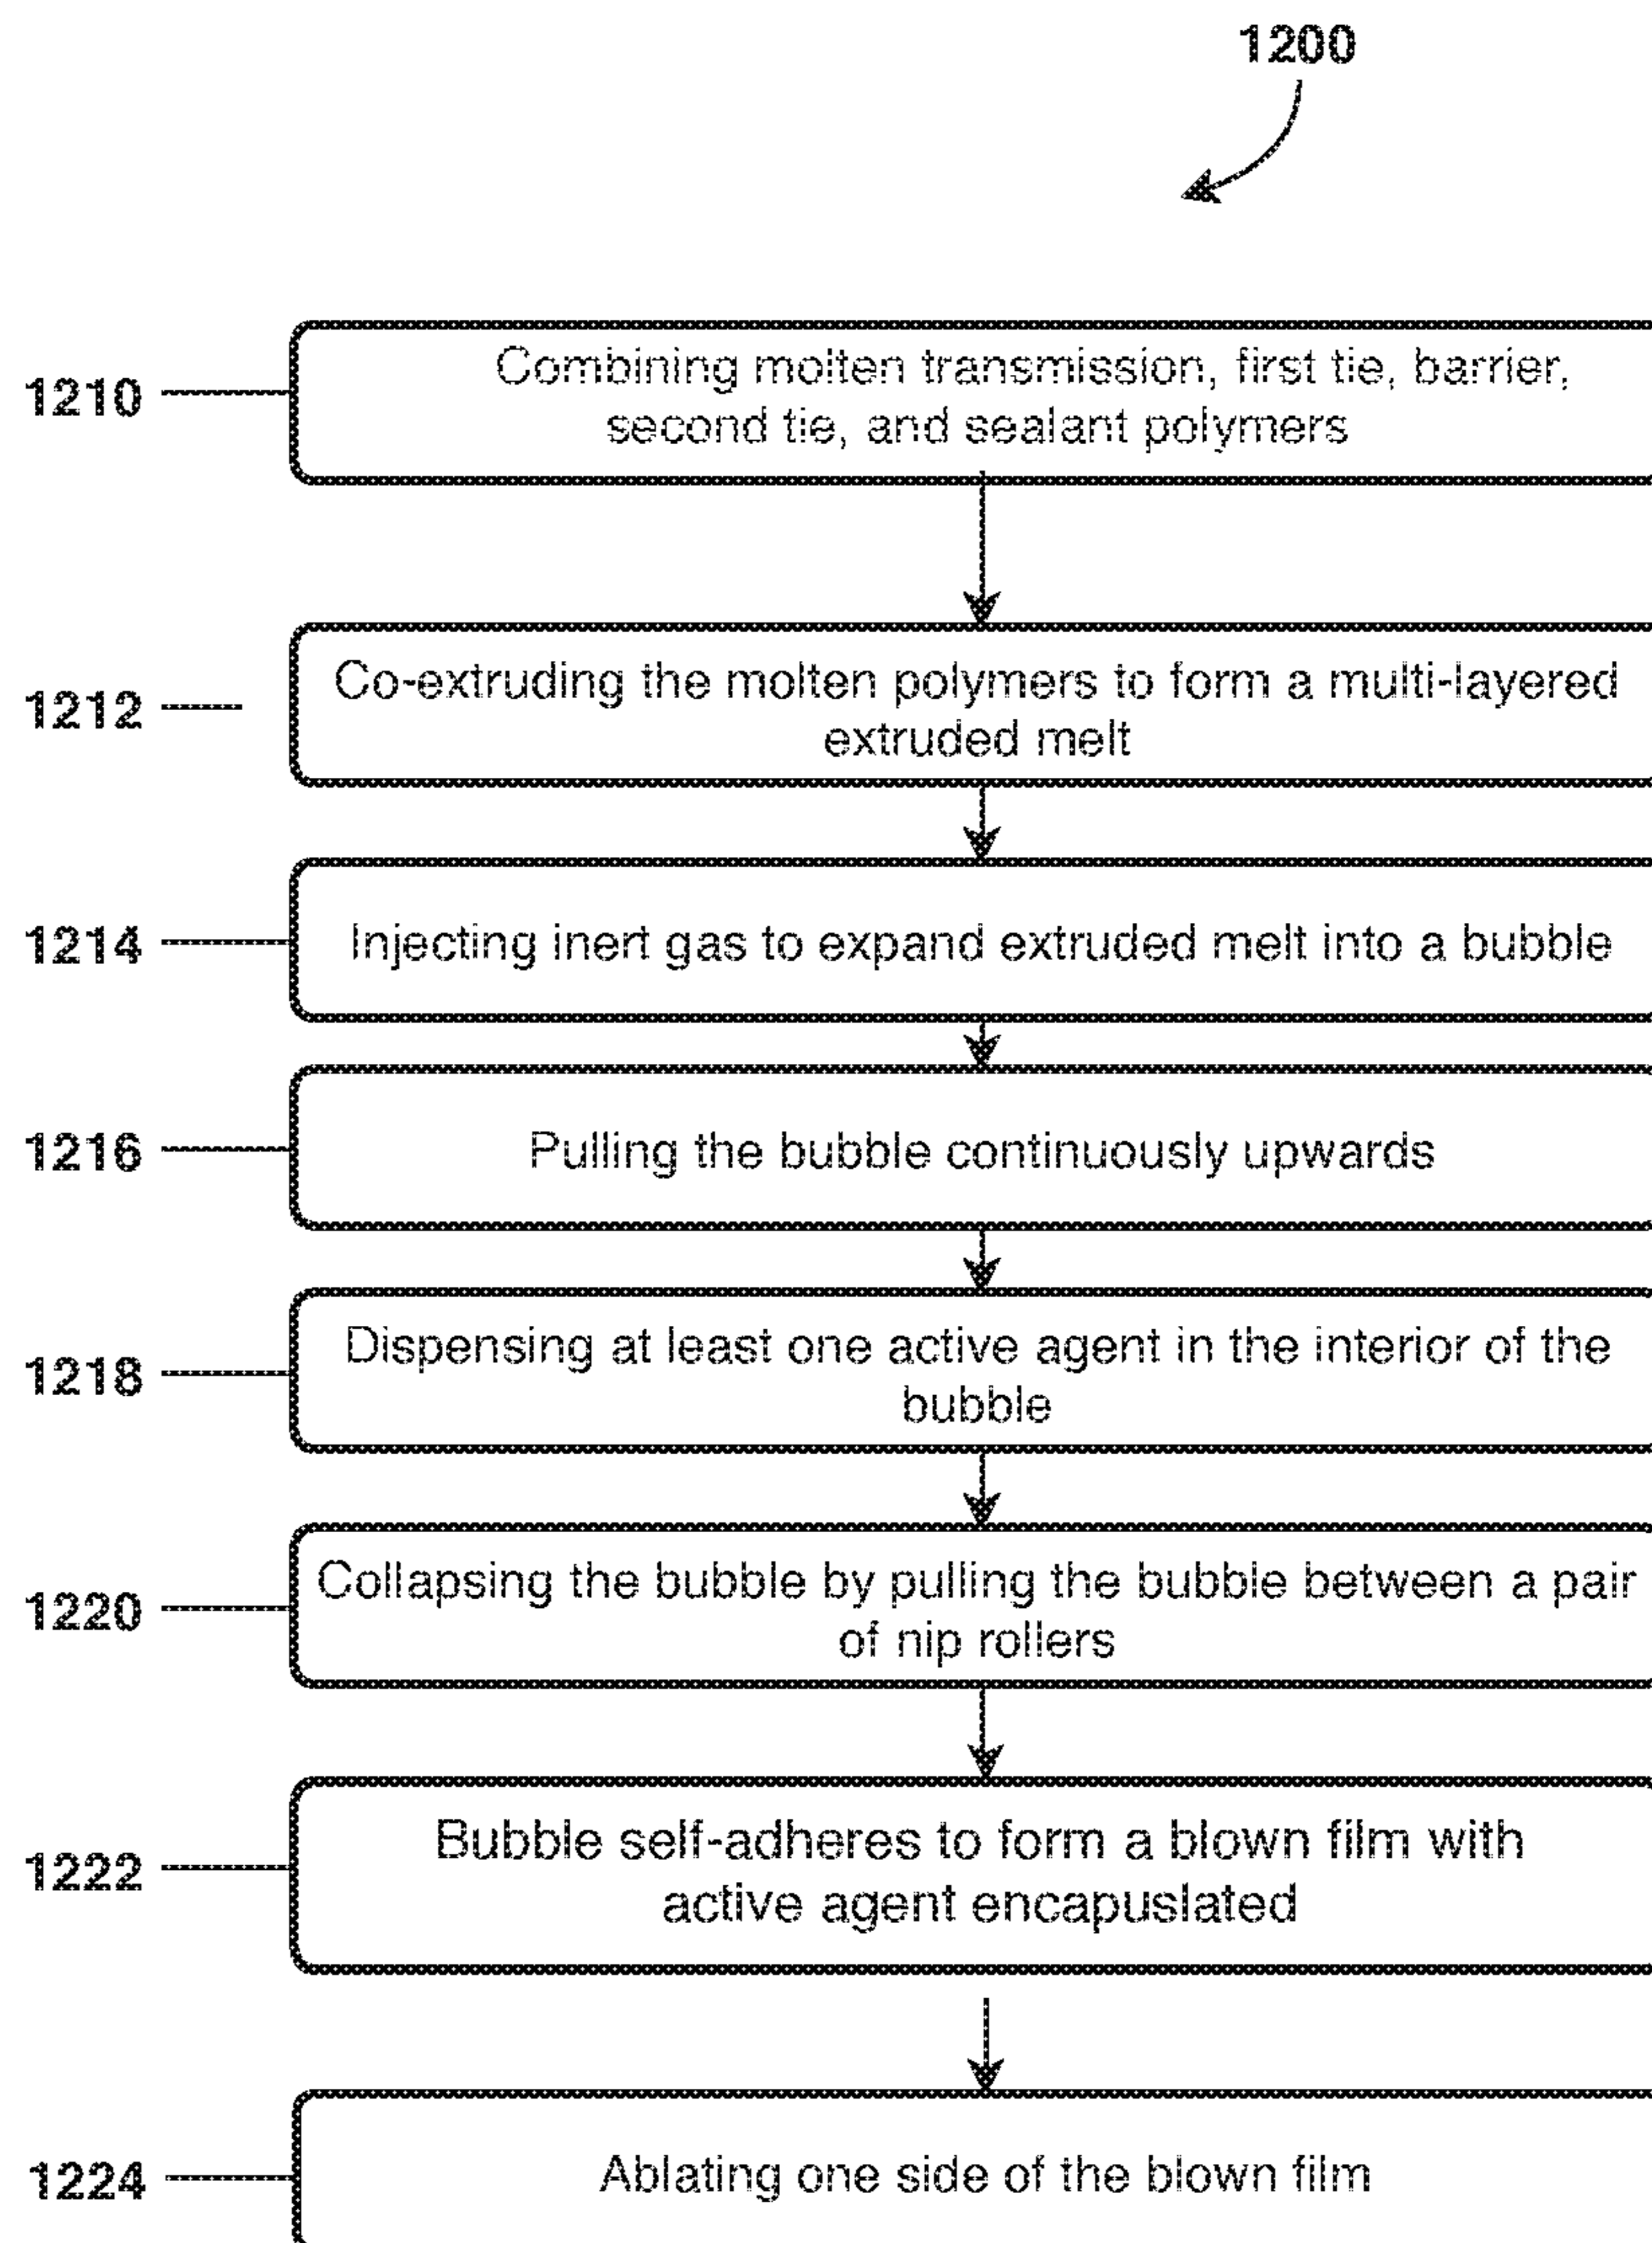 1200
1210
Combining molten transmission, first tie, barrier,
second tie, and sealant polymers
1212
Co-extruding the molten polymers to form a multi-layered
extruded melt
1214
Injecting inert gas to expand extruded melt into a bubble
1216
Pulling the bubble continuously upwards
1218
Dispensing at least one active agent in the interior of the
bubble
1220
Collapsing the bubble by pulling the bubble between a pair
of nip rollers
1222
Bubble self-adheres to form a blown film with
active agent encapuslated
1224
Ablating one side of the blown film